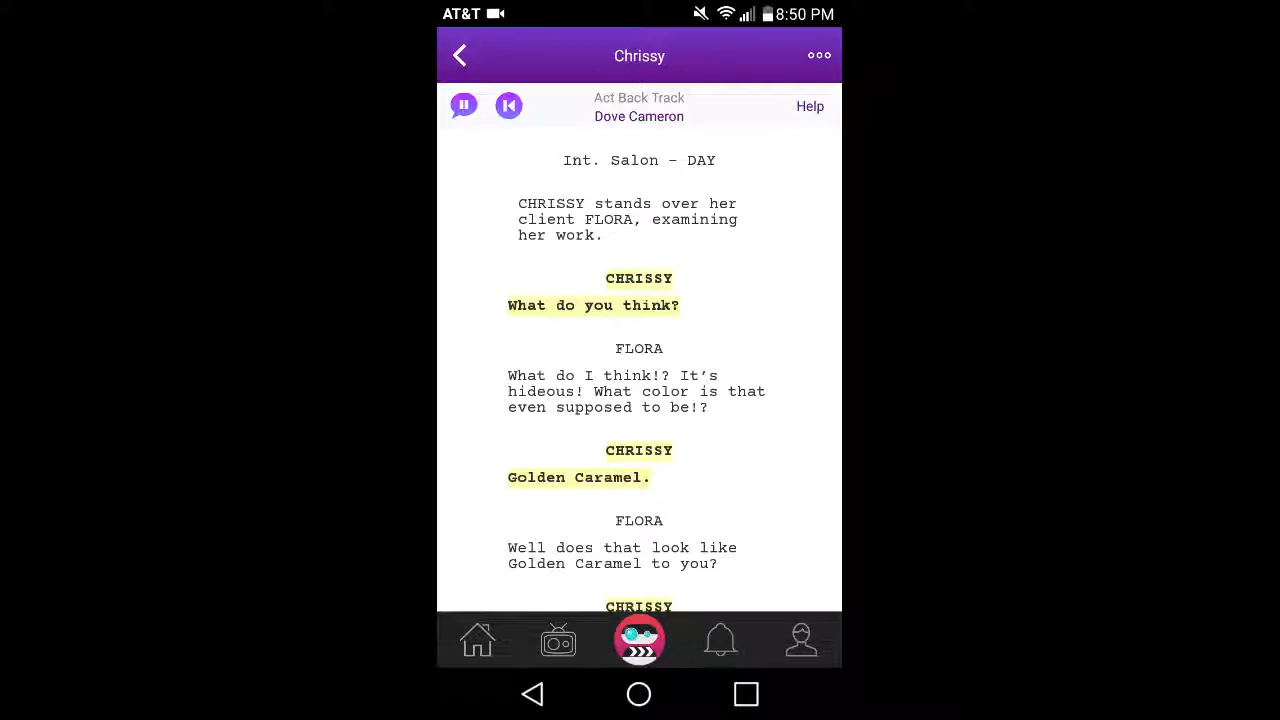 AT&T 8:50 PM
Chrissy
Act Back Track
Dove Cameron
Help
Int. Salon - DAY
CHRISSY stands over her
client FLORA, examining
her work.
CHRISSY
What do you think?
FLORA
What do I think!? It's
hideous! What color is that
even supposed to be!?
CHRISSY
Golden Caramel.
FLORA
Well does that look like
Golden Caramel to you?
CHRISSY